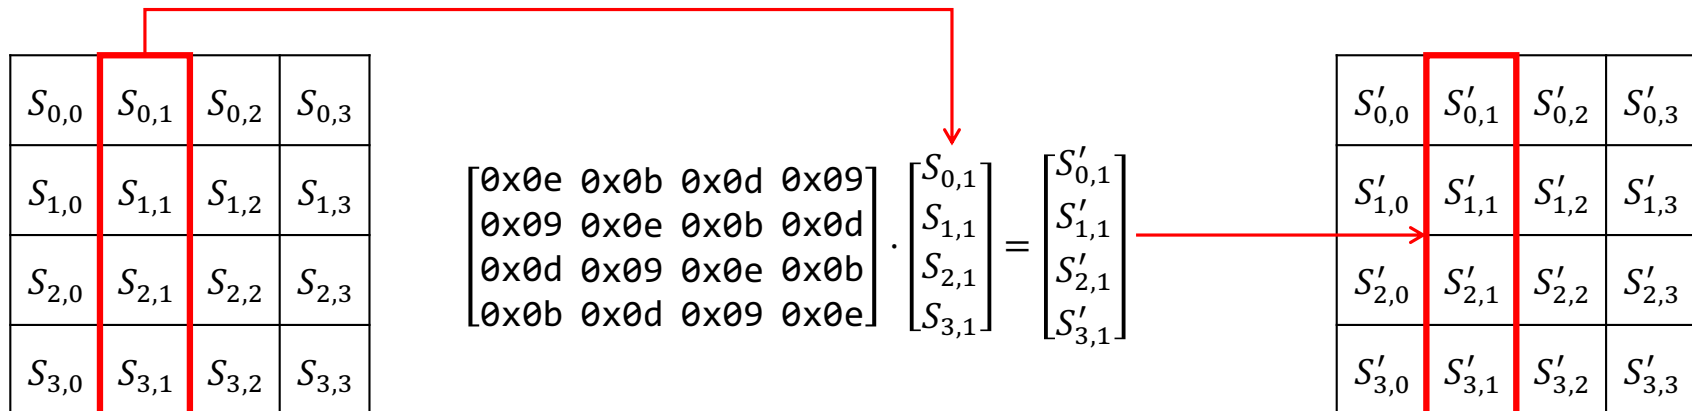 S0,0 S0,1 S0,2 S0,3
S1,0 S1,1 S1,2 S1,3
S2,0 S2,1 S2,2 S2,3
S3,0 S3,1 S3,2 S3,3
[0x0e 0x0b 0x0d 0x09] [S0,1] [S′0,1]
[0x09 0x0e 0x0b 0x0d] · [S1,1] = [S′1,1]
[0x0d 0x09 0x0e 0x0b] [S2,1] [S′2,1]
[0x0b 0x0d 0x09 0x0e] [S3,1] [S′3,1]
S′0,0 S′0,1 S′0,2 S′0,3
S′1,0 S′1,1 S′1,2 S′1,3
S′2,0 S′2,1 S′2,2 S′2,3
S′3,0 S′3,1 S′3,2 S′3,3